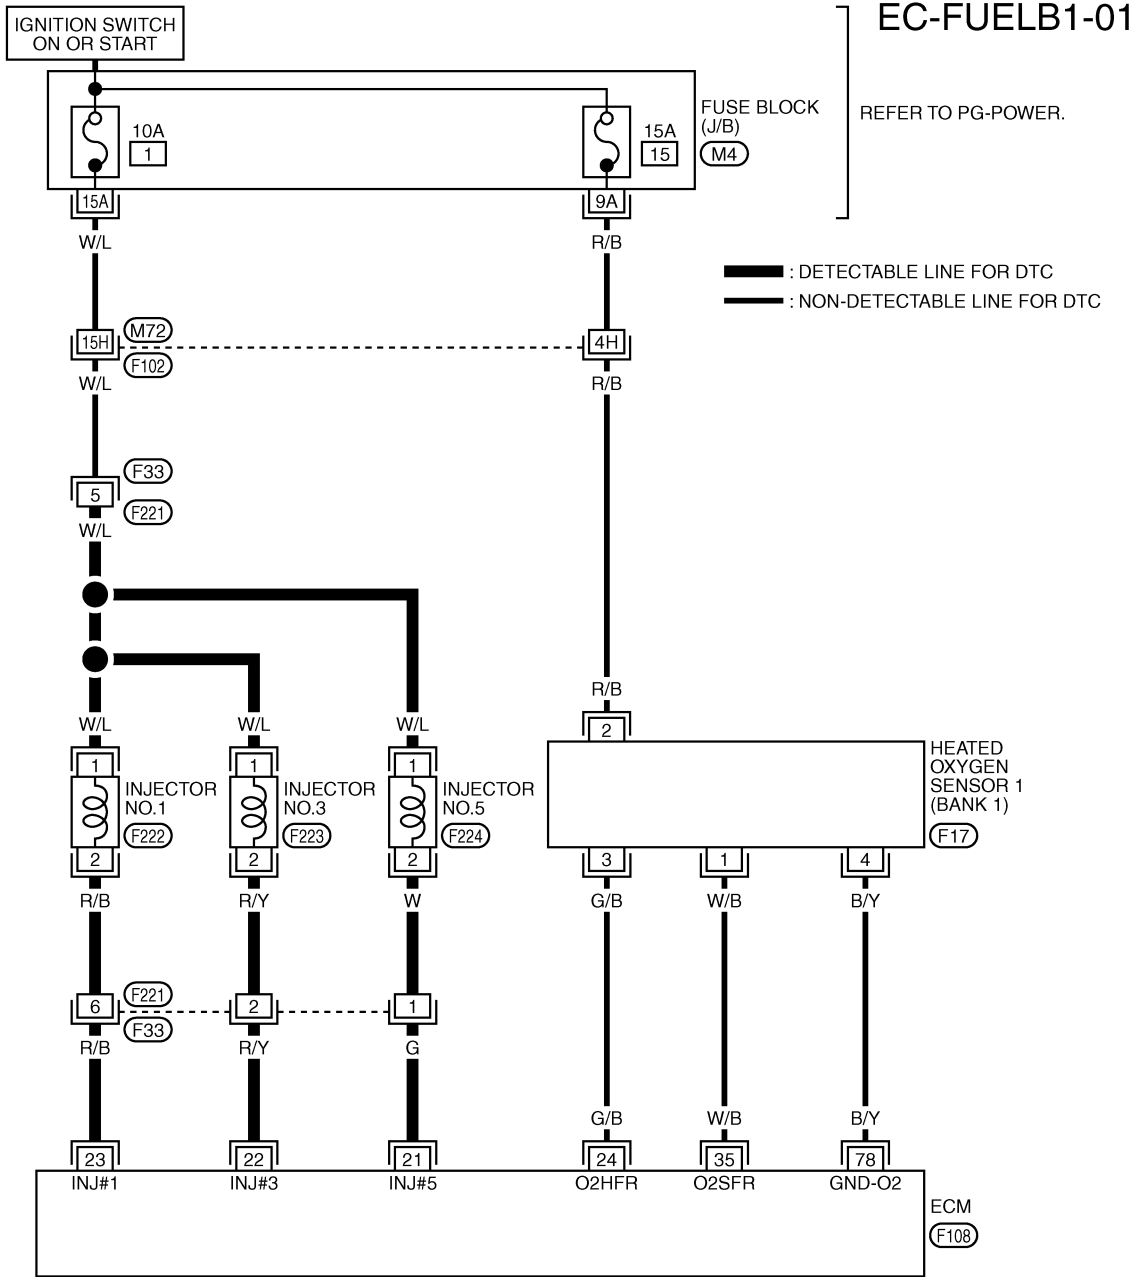 EC-FUELB1-01
IGNITION SWITCH
ON OR START
10A
1
15A
15
FUSE BLOCK
(J/B)
M4
REFER TO PG-POWER.
15A
9A
W/L
R/B
: DETECTABLE LINE FOR DTC
: NON-DETECTABLE LINE FOR DTC
15H
M72
F102
4H
W/L
R/B
5
F33
F221
W/L
R/B
W/L
W/L
W/L
2
1
1
1
INJECTOR
NO.1
F222
INJECTOR
NO.3
F223
INJECTOR
NO.5
F224
HEATED
OXYGEN
SENSOR 1
(BANK 1)
F17
2
2
2
3
1
4
R/B
R/Y
W
G/B
W/B
B/Y
6
F221
F33
2
1
R/B
R/Y
G
G/B
W/B
B/Y
23
22
21
24
35
78
INJ#1
INJ#3
INJ#5
O2HFR
O2SFR
GND-O2
ECM
F108